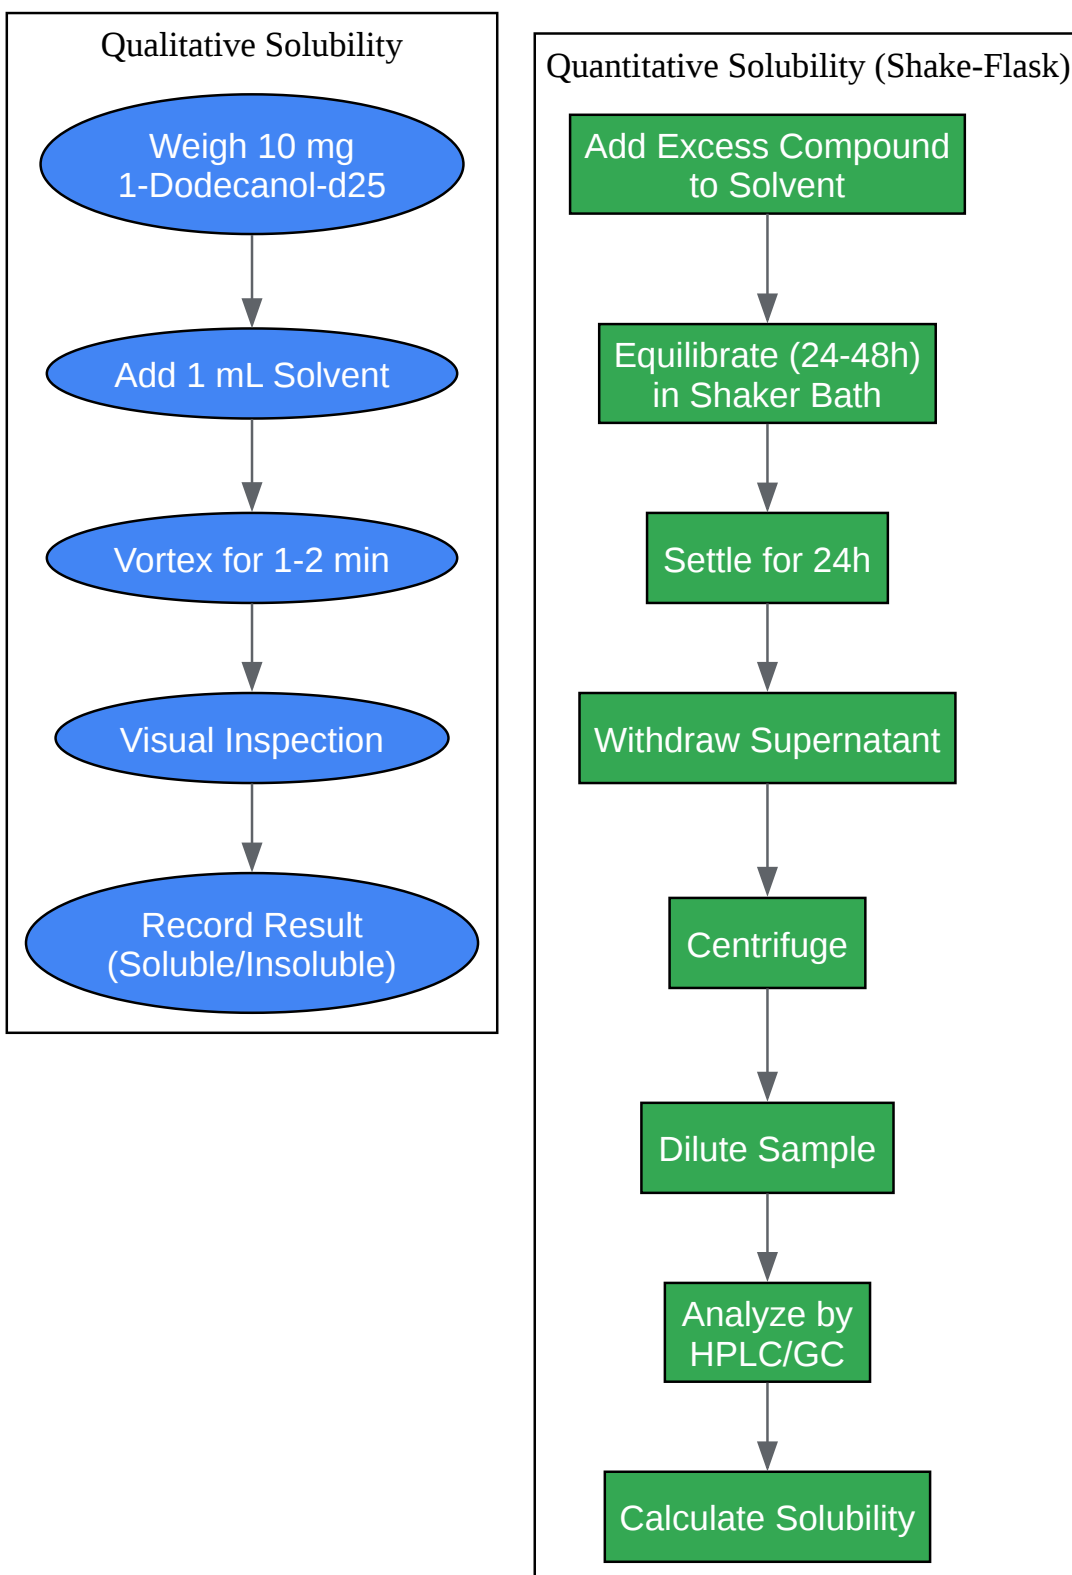 Qualitative Solubility
Weigh 10 mg
1-Dodecanol-d25
Add 1 mL Solvent
Vortex for 1-2 min
Visual Inspection
Record Result
(Soluble/Insoluble)
Quantitative Solubility (Shake-Flask)
Add Excess Compound
to Solvent
Equilibrate (24-48h)
in Shaker Bath
Settle for 24h
Withdraw Supernatant
Centrifuge
Dilute Sample
Analyze by
HPLC/GC
Calculate Solubility